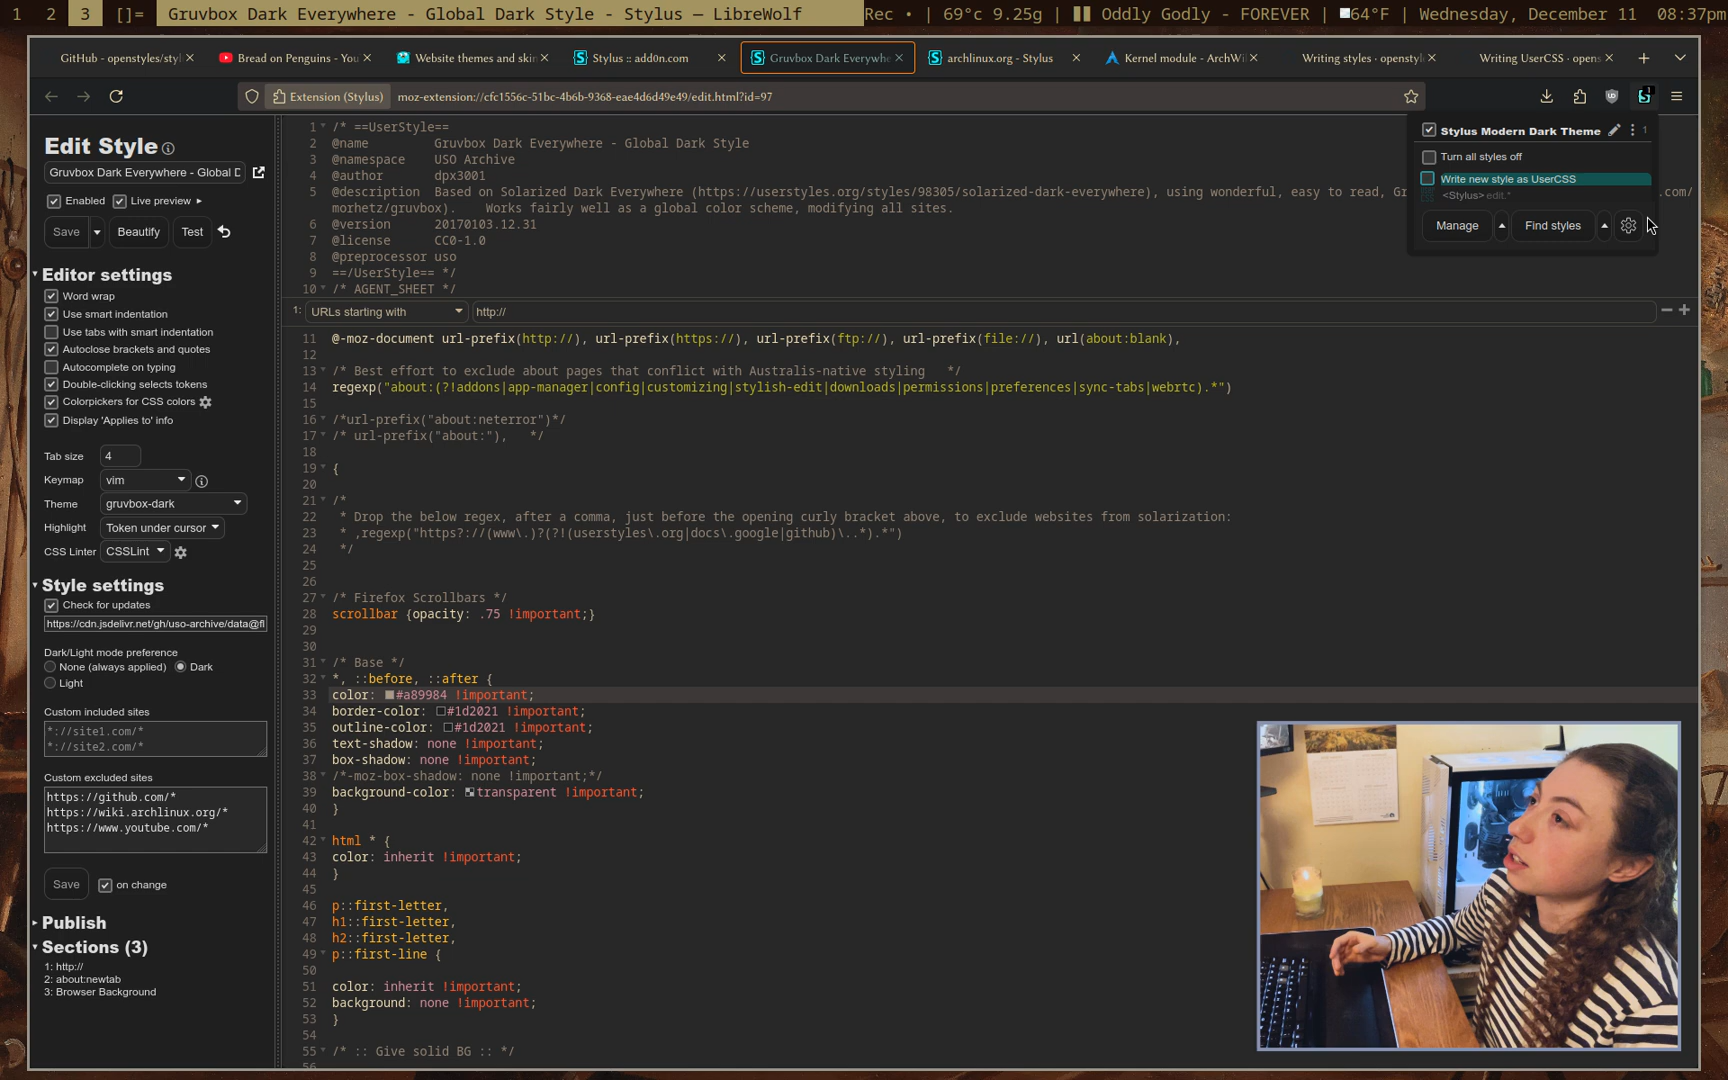 1 2 3 []= Gruvbox Dark Everywhere - Global Dark Style - Stylus — LibreWolf Rec • | 69°c 9.25g | Oddly Godly - FOREVER | 64°F | Wednesday, December 11 08:37pm
GitHub - openstyles/styl Bread on Penguins - You Website themes and skin Stylus :: add0n.com Gruvbox Dark Everywhe archlinux.org - Stylus Kernel module - ArchWi Writing styles · openstyle Writing UserCSS · opens
Extension (Stylus) moz-extension://cfc1556c-51bc-4b6b-9368-eae4d6d49e49/edit.html?id=97
Stylus Modern Dark Theme 1
Turn all styles off
Write new style as UserCSS
<Stylus> edit.*
Manage Find styles
Edit Style
Gruvbox Dark Everywhere - Global D
Enabled Live preview
Save Beautify Test
Editor settings
Word wrap
Use smart indentation
Use tabs with smart indentation
Autoclose brackets and quotes
Autocomplete on typing
Double-clicking selects tokens
Colorpickers for CSS colors
Display 'Applies to' info
Tab size 4
Keymap vim
Theme gruvbox-dark
Highlight Token under cursor
CSS Linter CSSLint
Style settings
Check for updates
https://cdn.jsdelivr.net/gh/uso-archive/data@fl
Dark/Light mode preference
None (always applied) Dark
Light
Custom included sites
*://site1.com/*
*://site2.com/*
Custom excluded sites
https://github.com/*
https://wiki.archlinux.org/*
https://www.youtube.com/*
Save on change
Publish
Sections (3)
1: http://
2: about:newtab
3: Browser Background
1 /* ==UserStyle==
2 @name Gruvbox Dark Everywhere - Global Dark Style
3 @namespace USO Archive
4 @author dpx3001
5 @description Based on Solarized Dark Everywhere (https://userstyles.org/styles/98305/solarized-dark-everywhere), using wonderful, easy to read, Gr .com/
morhetz/gruvbox). Works fairly well as a global color scheme, modifying all sites.
6 @version 20170103.12.31
7 @license CC0-1.0
8 @preprocessor uso
9 ==/UserStyle== */
10 /* AGENT_SHEET */
1: URLs starting with http://
11 @-moz-document url-prefix(http://), url-prefix(https://), url-prefix(ftp://), url-prefix(file://), url(about:blank),
12
13 /* Best effort to exclude about pages that conflict with Australis-native styling */
14 regexp("about:(?!addons|app-manager|config|customizing|stylish-edit|downloads|permissions|preferences|sync-tabs|webrtc).*")
15
16 /*url-prefix("about:neterror")*/
17 /* url-prefix("about:"), */
18
19 {
20
21 /*
22 * Drop the below regex, after a comma, just before the opening curly bracket above, to exclude websites from solarization:
23 * ,regexp("https?://(www\.)?(?!(userstyles\.org|docs\.google|github)\..*).*")
24 */
25
26
27 /* Firefox Scrollbars */
28 scrollbar {opacity: .75 !important;}
29
30
31 /* Base */
32 *, ::before, ::after {
33 color: #a89984 !important;
34 border-color: #1d2021 !important;
35 outline-color: #1d2021 !important;
36 text-shadow: none !important;
37 box-shadow: none !important;
38 /*-moz-box-shadow: none !important;*/
39 background-color: transparent !important;
40 }
41
42 html * {
43 color: inherit !important;
44 }
45
46 p::first-letter,
47 h1::first-letter,
48 h2::first-letter,
49 p::first-line {
50
51 color: inherit !important;
52 background: none !important;
53 }
54
55 /* :: Give solid BG :: */
56